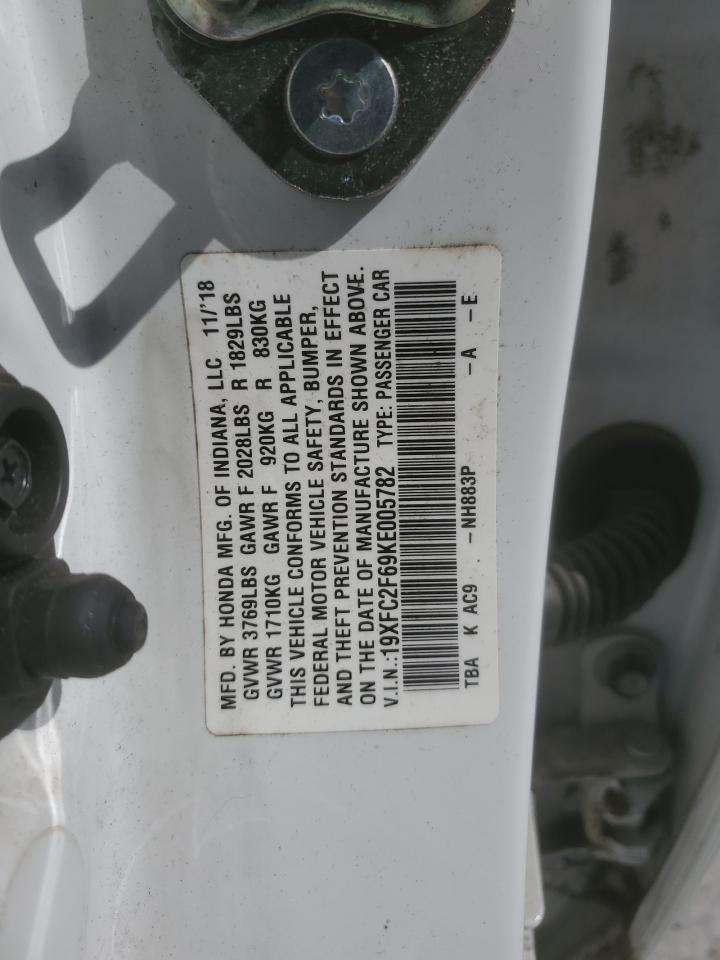 MFD. BY HONDA MFG. OF INDIANA, LLC 11/'18
GVWR 3769LBS GAWR F 2028LBS R 1829LBS
GVWR 1710KG GAWR F 920KG R 830KG
THIS VEHICLE CONFORMS TO ALL APPLICABLE
FEDERAL MOTOR VEHICLE SAFETY, BUMPER,
AND THEFT PREVENTION STANDARDS IN EFFECT
ON THE DATE OF MANUFACTURE SHOWN ABOVE.
V.I.N.:19XFC2F69KE005782 TYPE: PASSENGER CAR
TBA K AC9 -NH883P -A -E